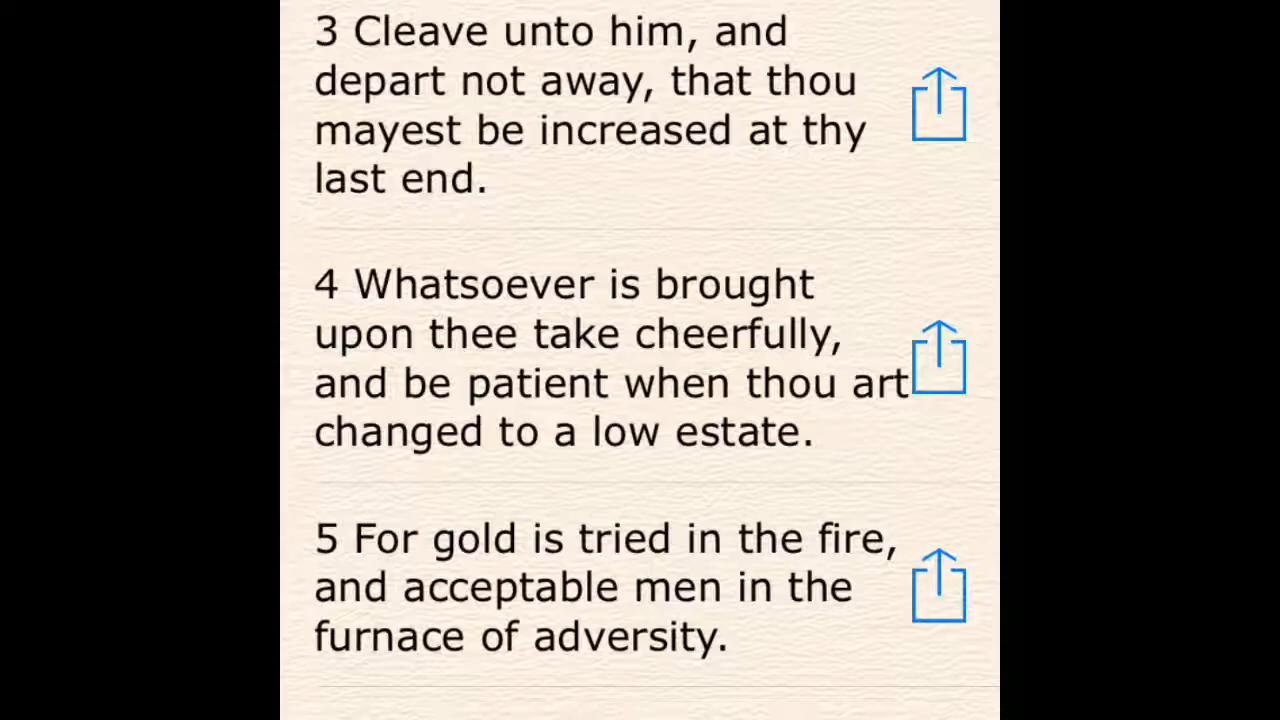 3 Cleave unto him, and
depart not away, that thou
mayest be increased at thy
last end.
4 Whatsoever is brought
upon thee take cheerfully,
and be patient when thou art
changed to a low estate.
5 For gold is tried in the fire,
and acceptable men in the
furnace of adversity.